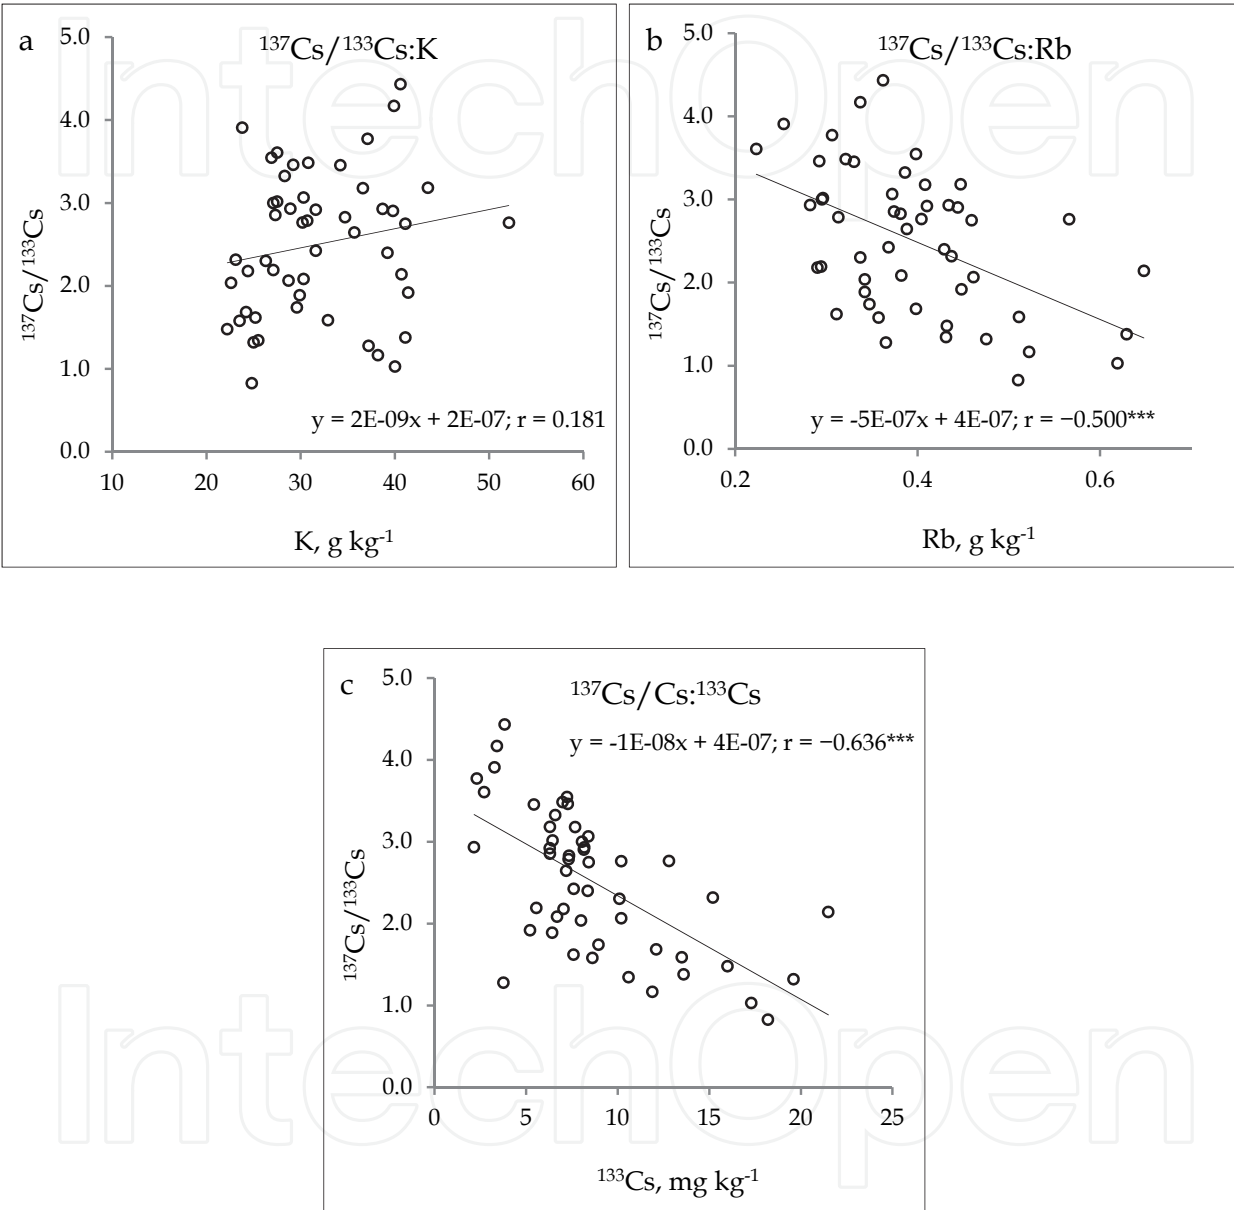 a
¹³⁷Cs/¹³³Cs:K
5.0
4.0
3.0
2.0
1.0
0.0
¹³⁷Cs/¹³³Cs
y = 2E-09x + 2E-07; r = 0.181
10 20 30 40 50 60
K, g kg⁻¹
b
¹³⁷Cs/¹³³Cs:Rb
5.0
4.0
3.0
2.0
1.0
0.0
¹³⁷Cs/¹³³Cs
y = -5E-07x + 4E-07; r = −0.500***
0.2 0.4 0.6
Rb, g kg⁻¹
c
¹³⁷Cs/Cs:¹³³Cs
y = -1E-08x + 4E-07; r = −0.636***
5.0
4.0
3.0
2.0
1.0
0.0
¹³⁷Cs/¹³³Cs
0 5 10 15 20 25
¹³³Cs, mg kg⁻¹
IntechOpen
IntechOpen